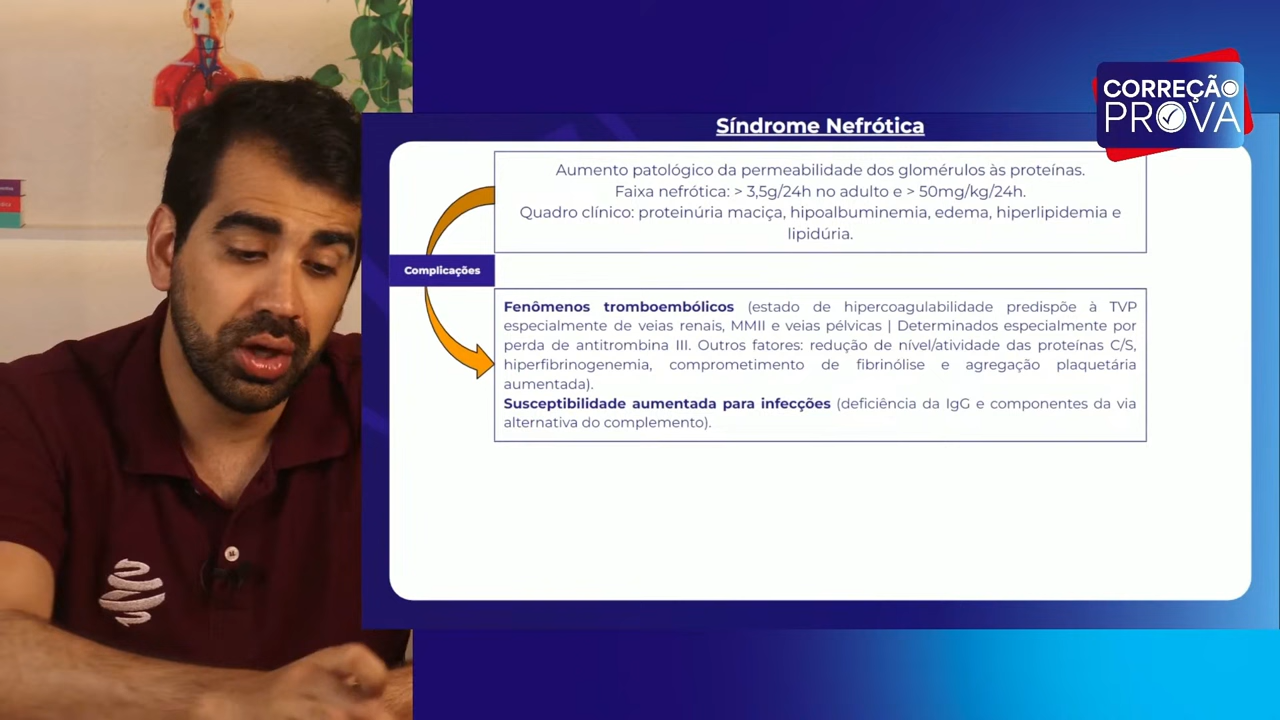 CORREÇÃO
PROVA
Síndrome Nefrótica
Aumento patológico da permeabilidade dos glomérulos às proteínas.
Faixa nefrótica: > 3,5g/24h no adulto e > 50mg/kg/24h.
Quadro clínico: proteinúria maciça, hipoalbuminemia, edema, hiperlipidemia e
lipidúria.
Complicações
Fenômenos tromboembólicos (estado de hipercoagulabilidade predispõe à TVP
especialmente de veias renais, MMII e veias pélvicas | Determinados especialmente por
perda de antitrombina III. Outros fatores: redução de nível/atividade das proteínas C/S,
hiperfibrinogenemia, comprometimento de fibrinólise e agregação plaquetária
aumentada).
Susceptibilidade aumentada para infecções (deficiência da IgG e componentes da via
alternativa do complemento).